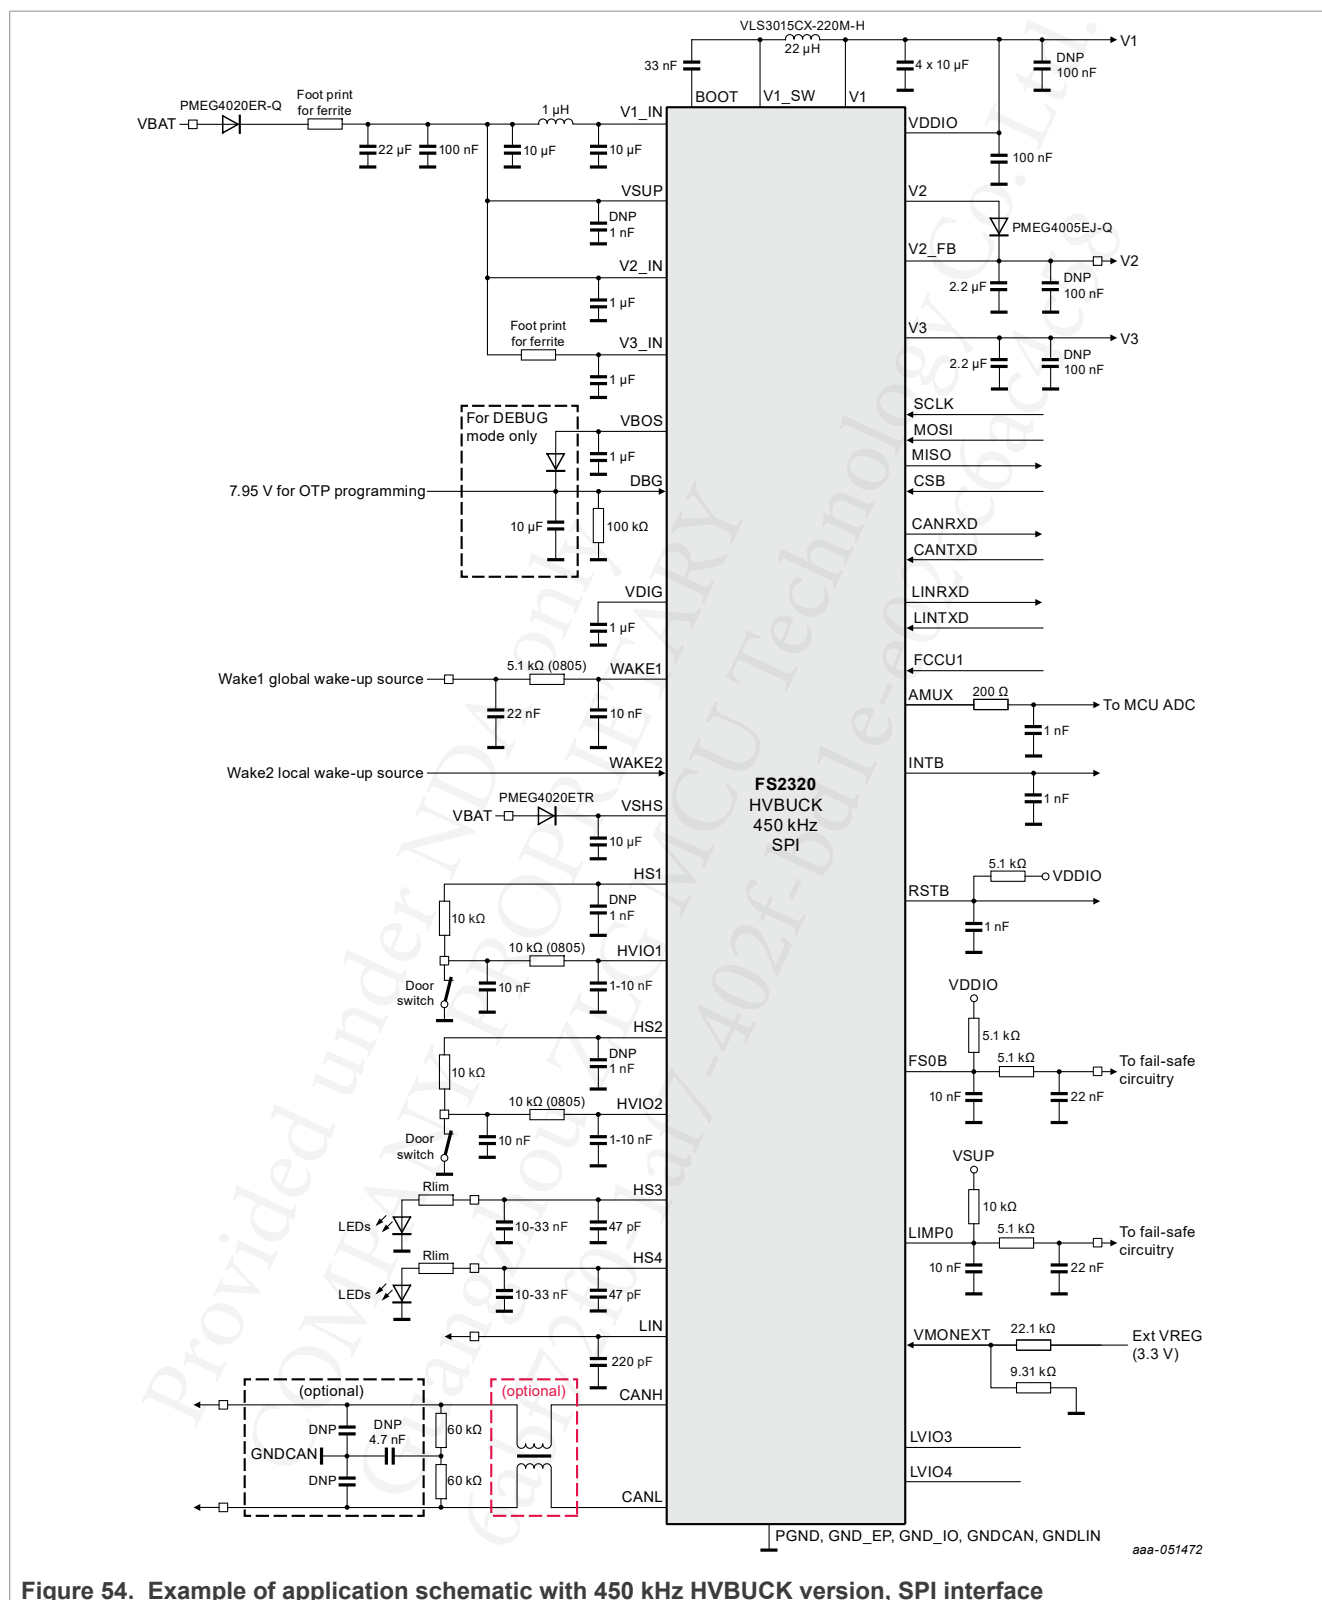 VLS3015CX-220M-H
22 µH
V1
33 nF
4 x 10 µF
DNP
100 nF
BOOT
V1_SW
V1
PMEG4020ER-Q
Foot print
for ferrite
1 µH
V1_IN
VBAT
22 µF
100 nF
10 µF
10 µF
VDDIO
100 nF
VSUP
DNP
1 nF
V2
PMEG4005EJ-Q
V2_FB
V2
2.2 µF
DNP
100 nF
V2_IN
1 µF
Foot print
for ferrite
V3_IN
1 µF
V3
V3
2.2 µF
DNP
100 nF
For DEBUG
mode only
VBOS
1 µF
7.95 V for OTP programming
DBG
10 µF
100 kΩ
SCLK
MOSI
MISO
CSB
CANRXD
CANTXD
LINRXD
LINTXD
FCCU1
VDIG
1 µF
5.1 kΩ (0805)
WAKE1
Wake1 global wake-up source
22 nF
10 nF
AMUX
200 Ω
To MCU ADC
1 nF
WAKE2
Wake2 local wake-up source
INTB
1 nF
FS2320
HVBUCK
450 kHz
SPI
PMEG4020ETR
VSHS
VBAT
10 µF
HS1
DNP
1 nF
10 kΩ
5.1 kΩ
VDDIO
RSTB
1 nF
10 kΩ (0805)
HVIO1
Door
switch
10 nF
1-10 nF
VDDIO
5.1 kΩ
HS2
DNP
1 nF
10 kΩ
FS0B
5.1 kΩ
To fail-safe
circuitry
10 nF
22 nF
10 kΩ (0805)
HVIO2
Door
switch
10 nF
1-10 nF
VSUP
10 kΩ
Rlim
HS3
LEDs
10-33 nF
47 pF
LIMP0
5.1 kΩ
To fail-safe
circuitry
10 nF
22 nF
Rlim
HS4
LEDs
10-33 nF
47 pF
LIN
220 pF
VMONEXT
22.1 kΩ
Ext VREG
(3.3 V)
9.31 kΩ
(optional)
(optional)
CANH
DNP
DNP
4.7 nF
60 kΩ
GNDCAN
DNP
60 kΩ
CANL
LVIO3
LVIO4
PGND, GND_EP, GND_IO, GNDCAN, GNDLIN
aaa-051472
Provided under NDA only
COMPANY PROPRIETARY
Guangzhou ZLG MCU Technology Co. Ltd.
Figure 54. Example of application schematic with 450 kHz HVBUCK version, SPI interface